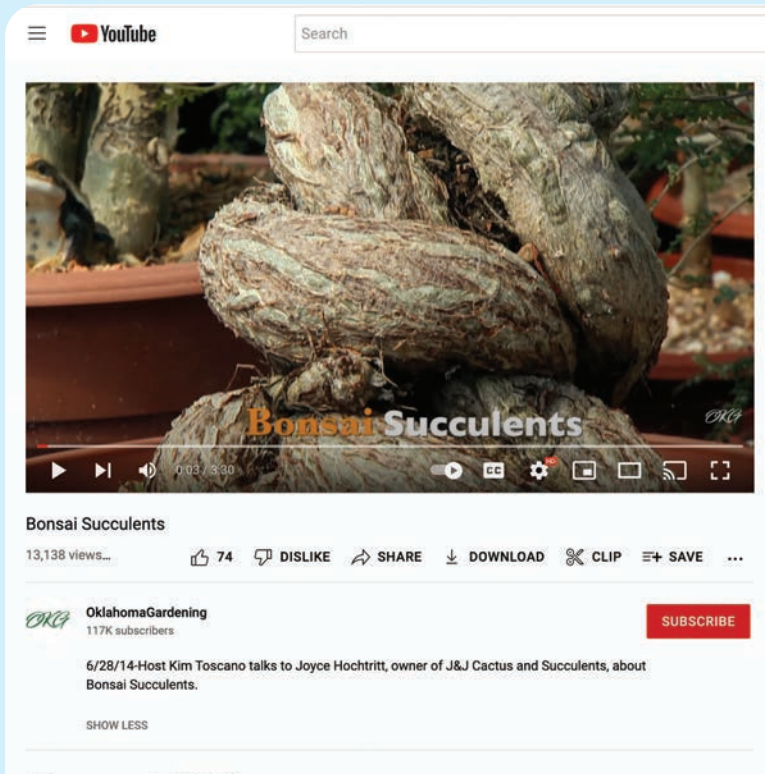 YouTube
Search
Bonsai Succulents
OKG
0:03 / 3:30
CC
HD
Bonsai Succulents
13,138 views...
74
DISLIKE
SHARE
DOWNLOAD
CLIP
SAVE
...
OKG
OklahomaGardening
117K subscribers
SUBSCRIBE
6/28/14-Host Kim Toscano talks to Joyce Hochtritt, owner of J&J Cactus and Succulents, about
Bonsai Succulents.
SHOW LESS